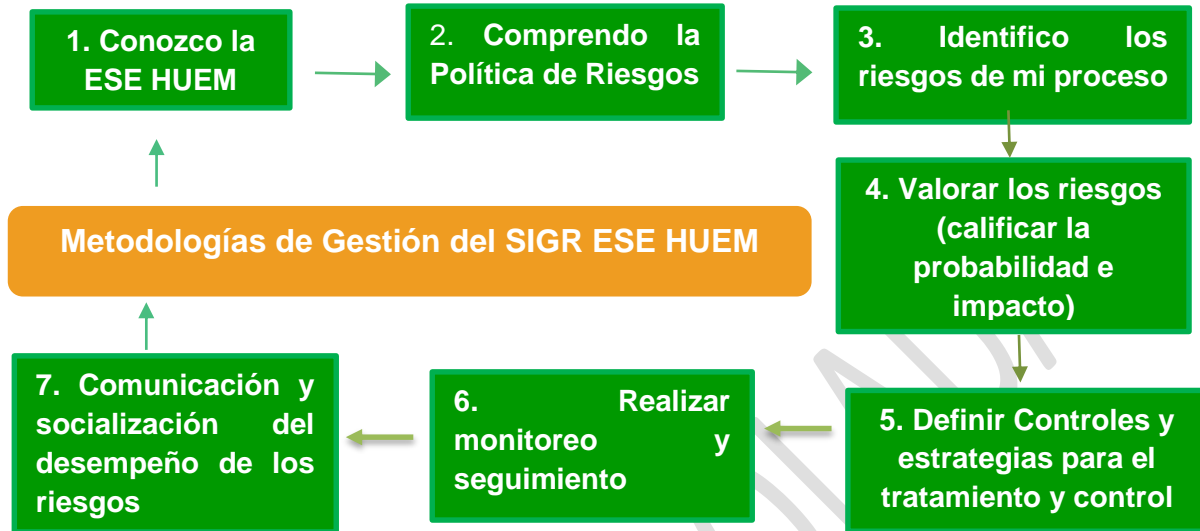 1. Conozco la
ESE HUEM
2. Comprendo la
Política de Riesgos
3. Identifico los
riesgos de mi proceso
4. Valorar los riesgos
(calificar la
probabilidad e
impacto)
Metodologías de Gestión del SIGR ESE HUEM
7. Comunicación y
socialización del
desempeño de los
riesgos
6. Realizar
monitoreo y
seguimiento
5. Definir Controles y
estrategias para el
tratamiento y control